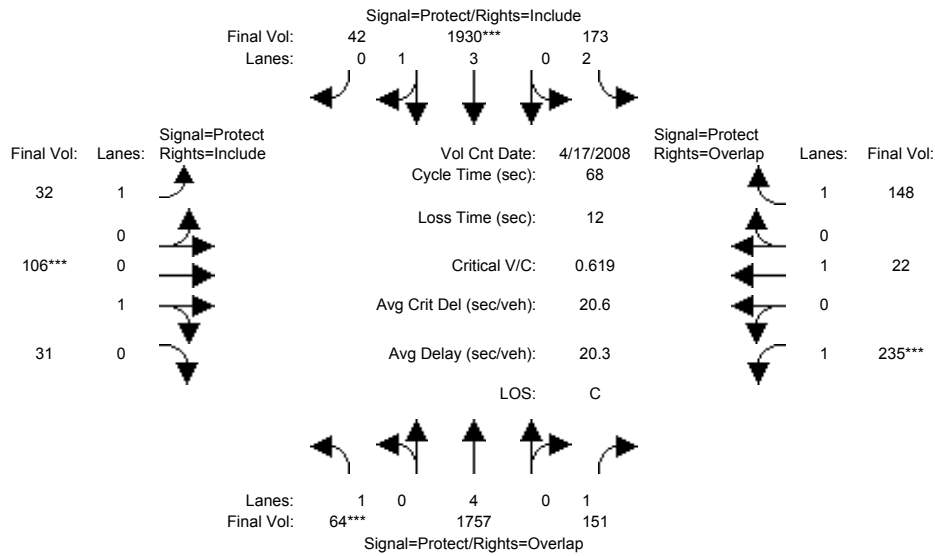 Signal=Protect/Rights=Include
Final Vol: 42 1930*** 173
Lanes: 0 1 3 0 2
Signal=Protect
Final Vol: Lanes: Rights=Include
Vol Cnt Date: 4/17/2008
Signal=Protect
Rights=Overlap Lanes: Final Vol:
Cycle Time (sec): 68
32 1
1 148
Loss Time (sec): 12
0
0
106*** 0
Critical V/C: 0.619
1 22
1
Avg Crit Del (sec/veh): 20.6
0
31 0
Avg Delay (sec/veh): 20.3
1 235***
LOS: C
Lanes: 1 0 4 0 1
Final Vol: 64*** 1757 151
Signal=Protect/Rights=Overlap